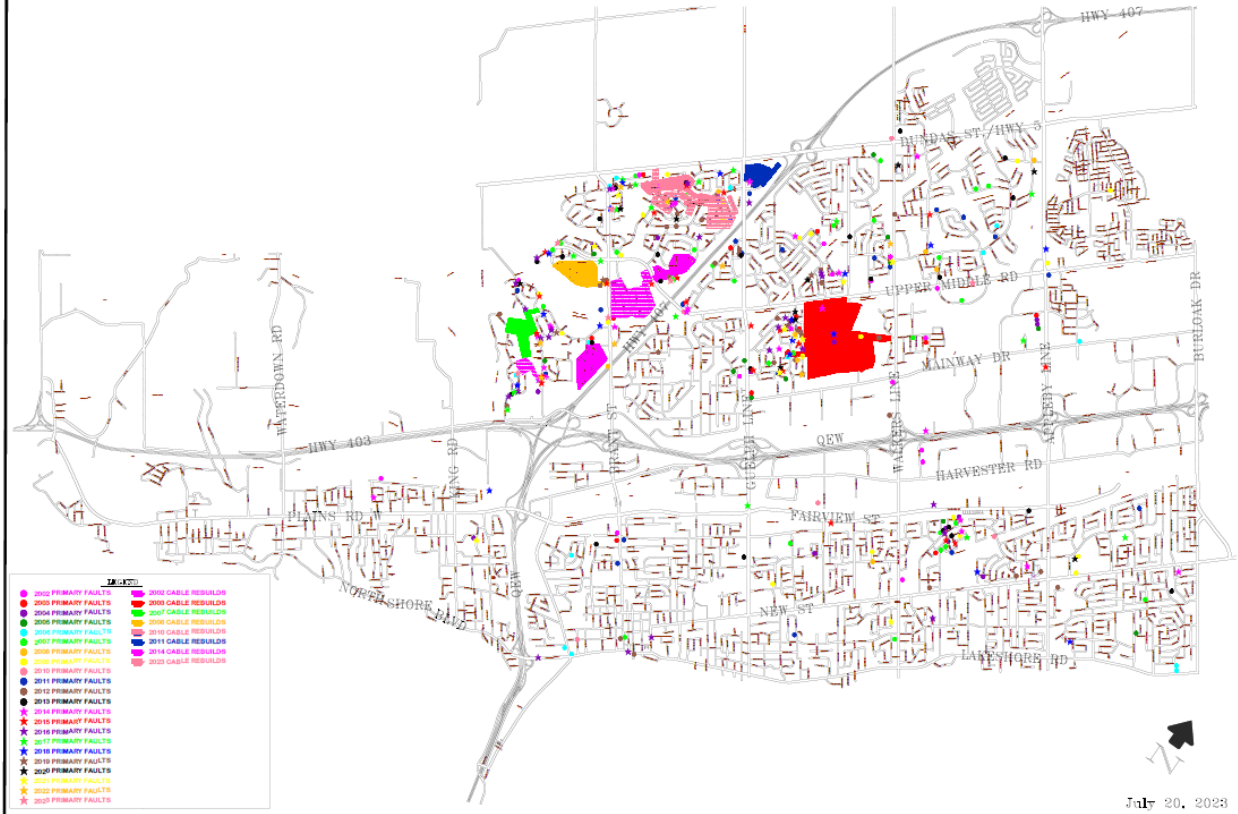 HWY 407
DUNDAS ST./HWY 5
UPPER MIDDLE RD
BURLOAK DR
WATERDOWN RD
HWY 407
MAINWAY DR
HWY 403
KING RD
BRANT ST
GUELPH LINE
QEW
WALKERS LINE
APPLEBY LINE
HARVESTER RD
PLAINS RD W
FAIRVIEW ST
NORTH SHORE BLVD
QEW
NEW ST
LAKESHORE RD
LEGEND
2002 PRIMARY FAULTS
2003 PRIMARY FAULTS
2004 PRIMARY FAULTS
2005 PRIMARY FAULTS
2006 PRIMARY FAULTS
2007 PRIMARY FAULTS
2008 PRIMARY FAULTS
2009 PRIMARY FAULTS
2010 PRIMARY FAULTS
2011 PRIMARY FAULTS
2012 PRIMARY FAULTS
2013 PRIMARY FAULTS
2014 PRIMARY FAULTS
2015 PRIMARY FAULTS
2016 PRIMARY FAULTS
2017 PRIMARY FAULTS
2018 PRIMARY FAULTS
2019 PRIMARY FAULTS
2020 PRIMARY FAULTS
2021 PRIMARY FAULTS
2022 PRIMARY FAULTS
2023 PRIMARY FAULTS
2002 CABLE REBUILDS
2003 CABLE REBUILDS
2007 CABLE REBUILDS
2008 CABLE REBUILDS
2010 CABLE REBUILDS
2011 CABLE REBUILDS
2014 CABLE REBUILDS
2023 CABLE REBUILDS
N
July 20, 2023